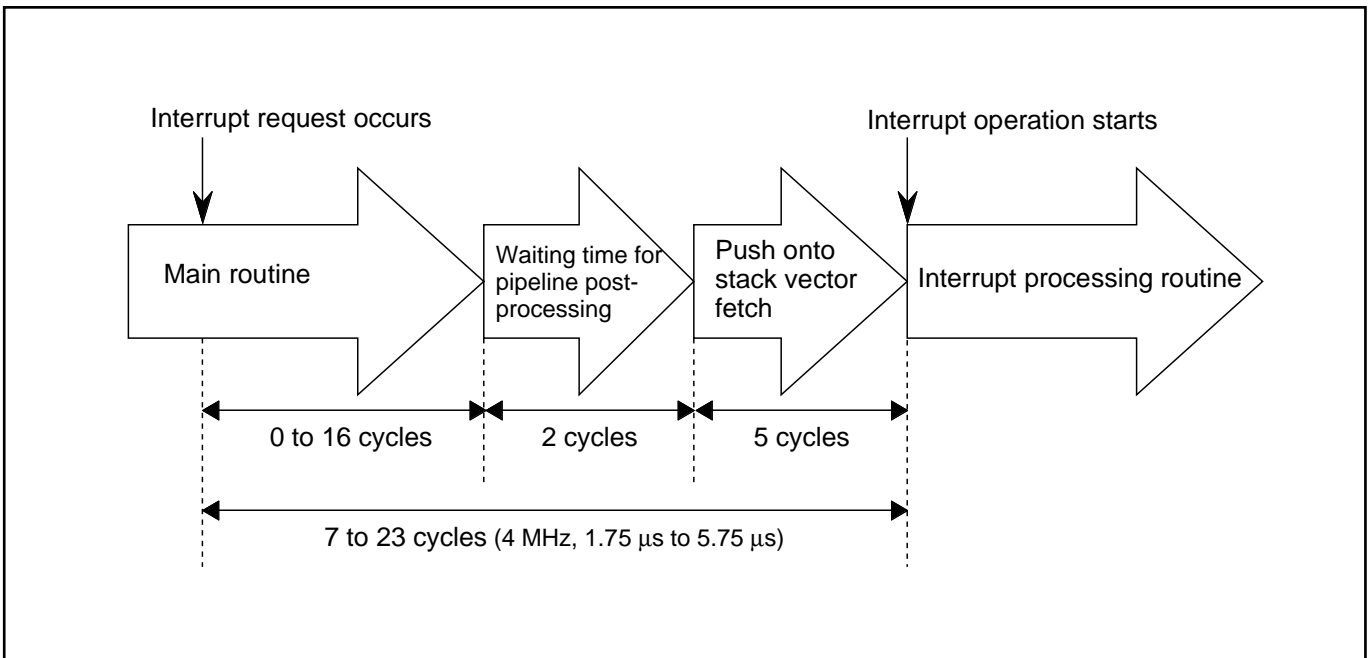 Interrupt request occurs
Interrupt operation starts
Main routine
Waiting time for
pipeline post-
processing
Push onto
stack vector
fetch
Interrupt processing routine
0 to 16 cycles
2 cycles
5 cycles
7 to 23 cycles (4 MHz, 1.75 μs to 5.75 μs)